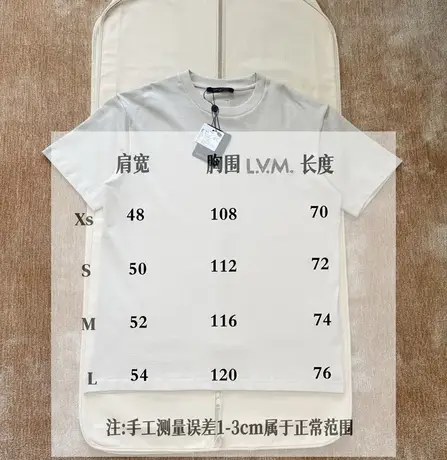 肩宽 胸围 L.V.M. 长度
Xs 48 108 70
S 50 112 72
M 52 116 74
L 54 120 76
注:手工测量误差1-3cm属于正常范围